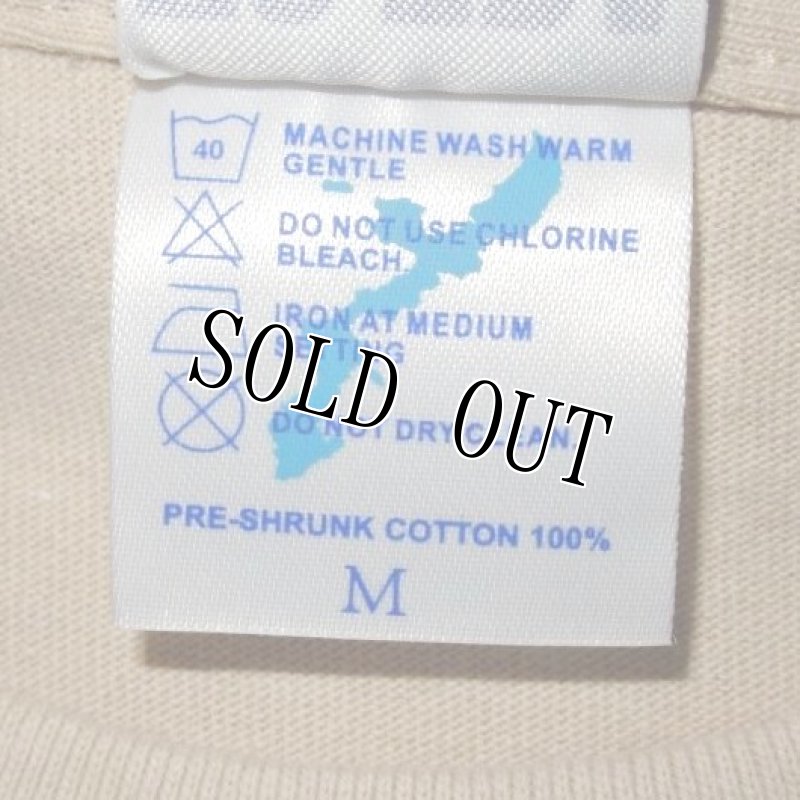 40 MACHINE WASH WARM
GENTLE
DO NOT USE CHLORINE
BLEACH.
IRON AT MEDIUM
SETTING
DO NOT DRY CLEAN.
SOLD OUT
PRE-SHRUNK COTTON 100%
M